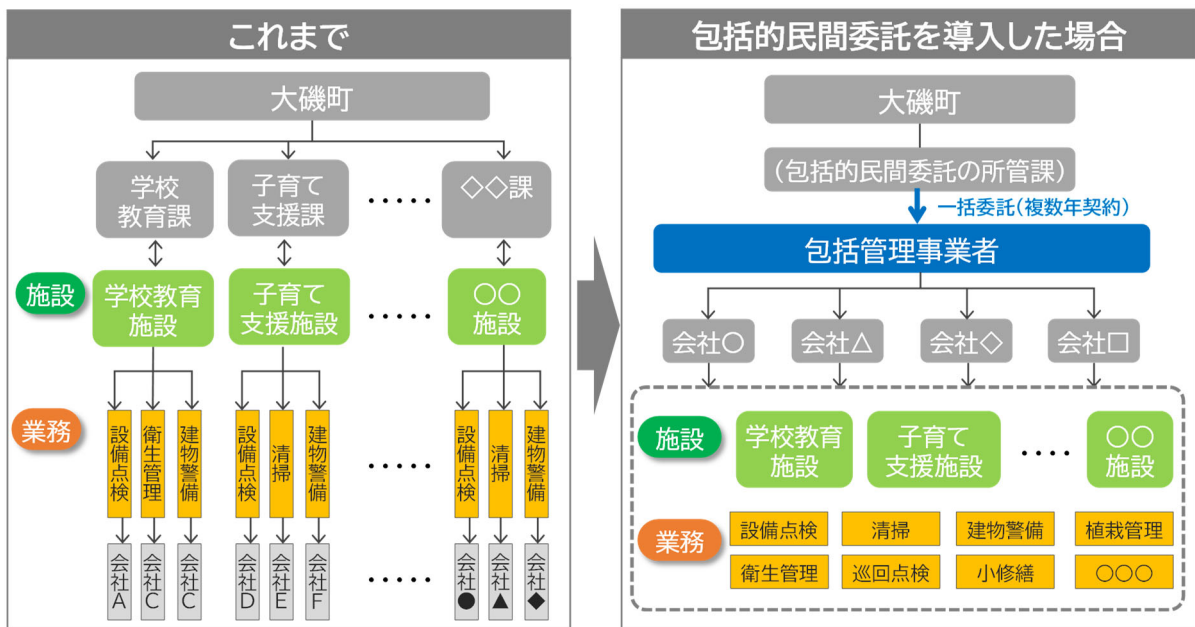 これまで
大磯町
学校
教育課
子育て
支援課
・・・・・
◇◇課
施設
学校教育
施設
子育て
支援施設
・・・・・
〇〇
施設
業務
設備点検
衛生管理
建物警備
設備点検
清掃
建物警備
・・・・・
設備点検
清掃
建物警備
会社A
会社C
会社C
会社D
会社E
会社F
・・・・・
会社●
会社▲
会社◆
包括的民間委託を導入した場合
大磯町
(包括的民間委託の所管課)
一括委託(複数年契約)
包括管理事業者
会社〇
会社△
会社◇
会社□
施設
学校教育
施設
子育て
支援施設
・・・・
〇〇
施設
業務
設備点検
清掃
建物警備
植栽管理
衛生管理
巡回点検
小修繕
〇〇〇